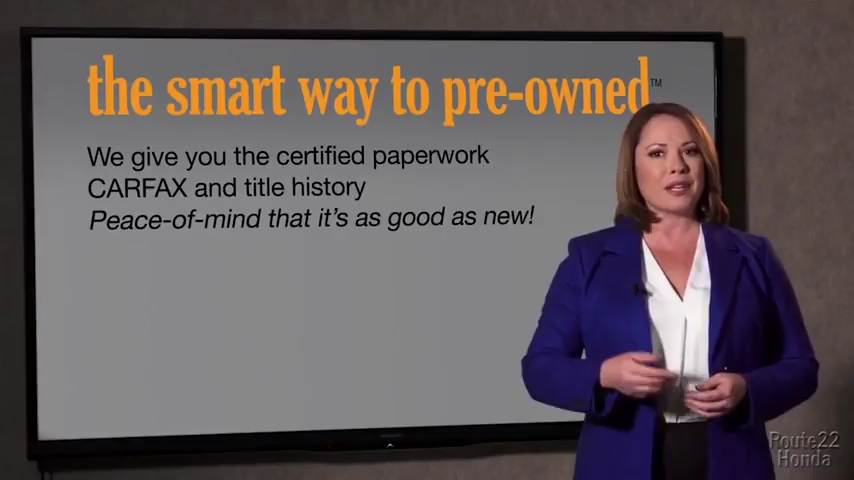 the smart way to pre-owned™
We give you the certified paperwork
CARFAX and title history
Peace-of-mind that it's as good as new!
Route22
Honda